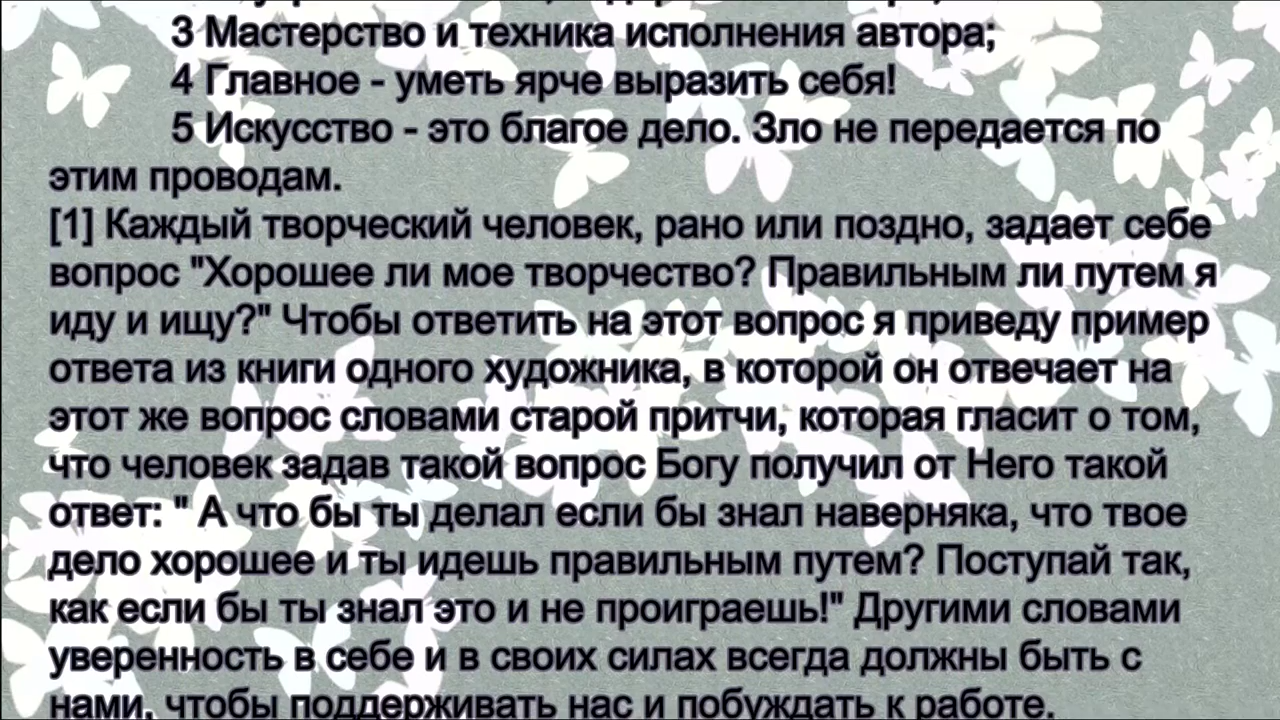 3 Мастерство и техника исполнения автора;
4 Главное - уметь ярче выразить себя!
5 Искусство - это благое дело. Зло не передается по
этим проводам.
[1] Каждый творческий человек, рано или поздно, задает себе
вопрос "Хорошее ли мое творчество? Правильным ли путем я
иду и ищу?" Чтобы ответить на этот вопрос я приведу пример
ответа из книги одного художника, в которой он отвечает на
этот же вопрос словами старой притчи, которая гласит о том,
что человек задав такой вопрос Богу получил от Него такой
ответ: " А что бы ты делал если бы знал наверняка, что твое
дело хорошее и ты идешь правильным путем? Поступай так,
как если бы ты знал это и не проиграешь!" Другими словами
уверенность в себе и в своих силах всегда должны быть с
нами, чтобы поддерживать нас и побуждать к работе.